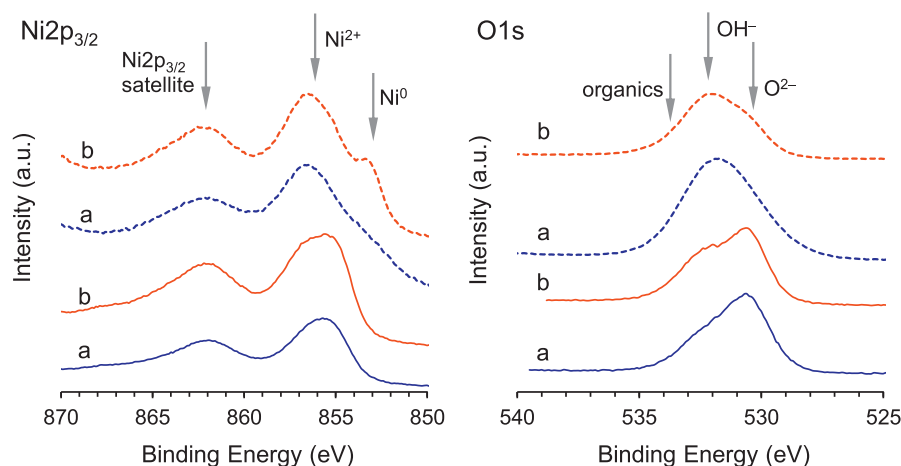 Ni2p3/2
Ni2p3/2
satellite
Ni²⁺
Ni⁰
b
a
b
a
870 865 860 855 850
Binding Energy (eV)
Intensity (a.u.)
O1s
organics
OH⁻
O²⁻
b
a
b
a
540 535 530 525
Binding Energy (eV)
Intensity (a.u.)